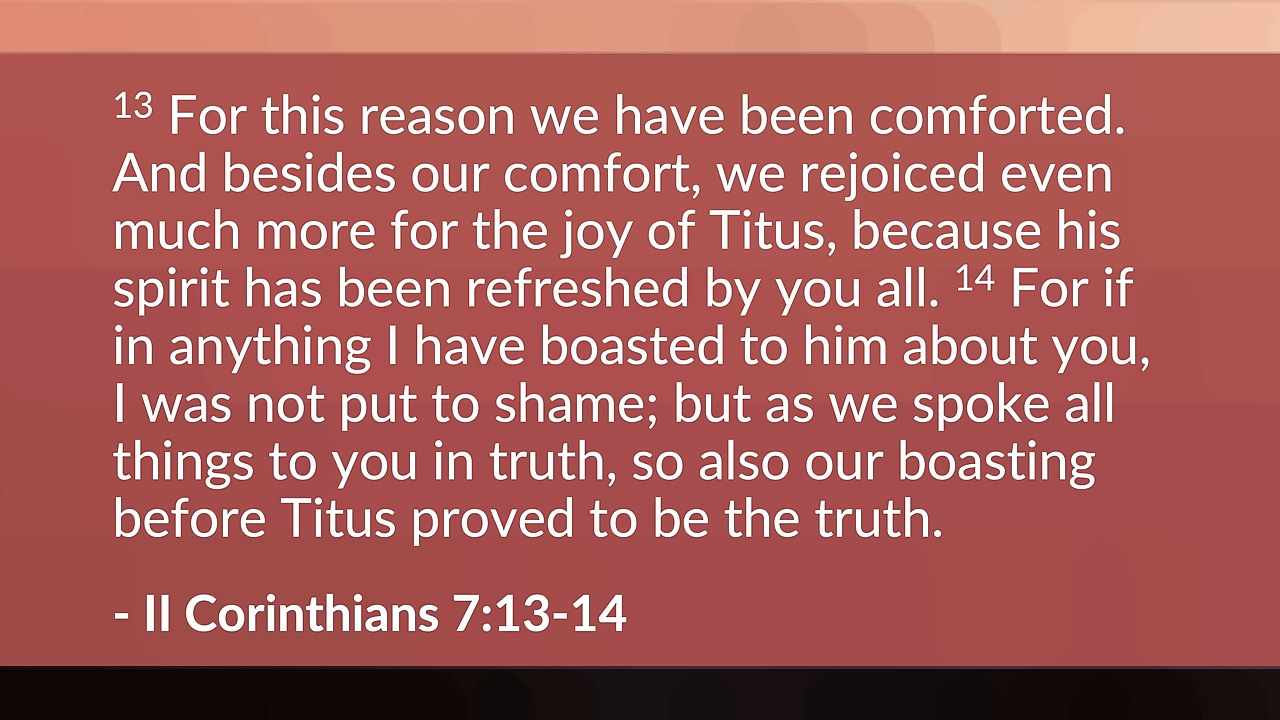 13 For this reason we have been comforted.
And besides our comfort, we rejoiced even
much more for the joy of Titus, because his
spirit has been refreshed by you all. 14 For if
in anything I have boasted to him about you,
I was not put to shame; but as we spoke all
things to you in truth, so also our boasting
before Titus proved to be the truth.
- II Corinthians 7:13-14